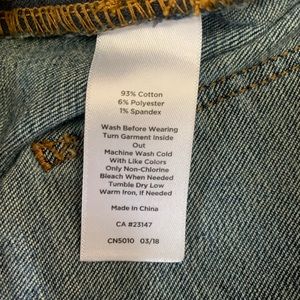 93% Cotton
6% Polyester
1% Spandex
Wash Before Wearing
Turn Garment Inside
Out
Machine Wash Cold
With Like Colors
Only Non-Chlorine
Bleach When Needed
Tumble Dry Low
Warm Iron, If Needed
Made In China
CA #23147
CN5010 03/18